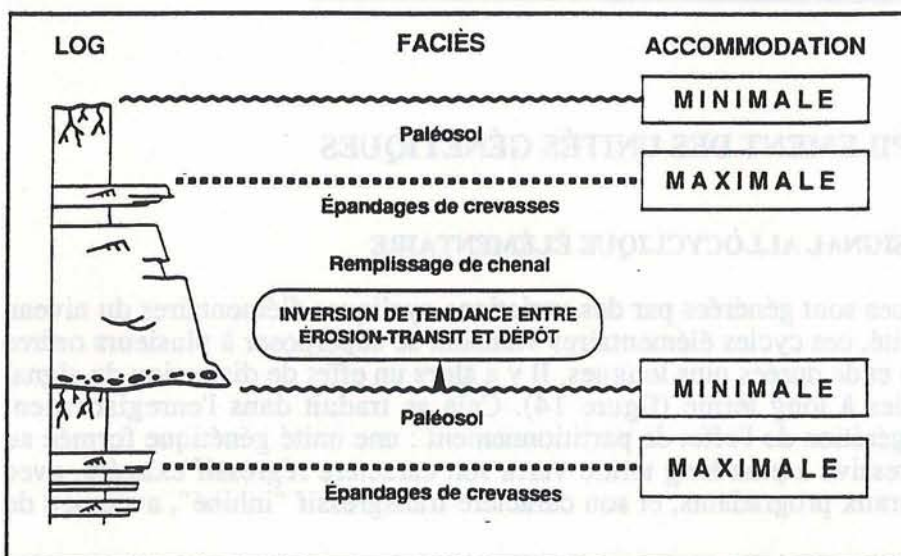 LOG FACIÈS ACCOMMODATION
MINIMALE
Paléosol
MAXIMALE
Épandages de crevasses
Remplissage de chenal
INVERSION DE TENDANCE ENTRE
ÉROSION-TRANSIT ET DÉPÔT
MINIMALE
Paléosol
MAXIMALE
Épandages de crevasses